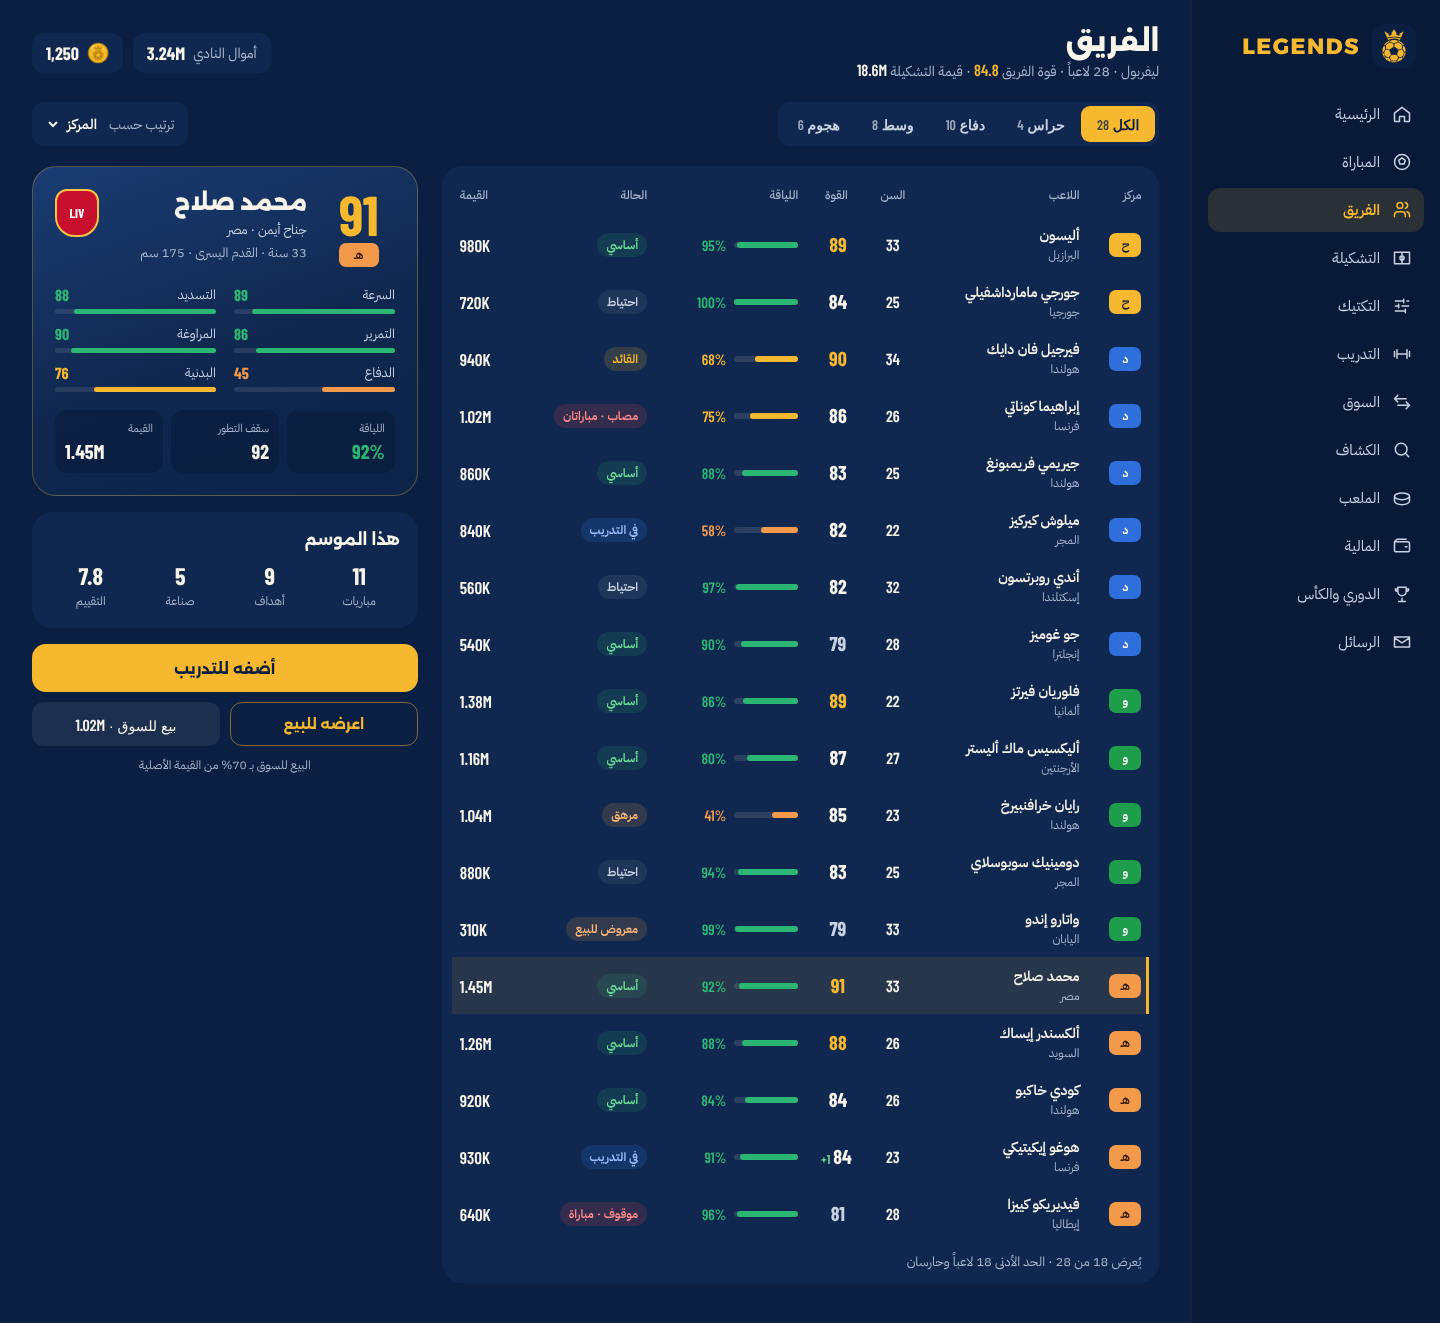 LEGENDS
الرئيسية
المباراة
الفريق
التشكيلة
التكتيك
التدريب
السوق
الكشاف
الملعب
المالية
الدوري والكأس
الرسائل
الفريق
ليفربول · 28 لاعباً · قوة الفريق 84.8 · قيمة التشكيلة 18.6M
أموال النادي 3.24M
1,250
الكل 28
حراس 4
دفاع 10
وسط 8
هجوم 6
ترتيب حسب المركز
مركز اللاعب السن القوة اللياقة الحالة القيمة
ح أليسون 33 89 95% أساسي 980K
البرازيل
ح جورجي مامارداشفيلي 25 84 100% احتياط 720K
جورجيا
د فيرجيل فان دايك 34 90 68% القائد 940K
هولندا
د إبراهيما كوناتي 26 86 75% مصاب · مباراتان 1.02M
فرنسا
د جيريمي فريمبونغ 25 83 88% أساسي 860K
هولندا
د ميلوش كيركيز 22 82 58% في التدريب 840K
المجر
د أندي روبرتسون 32 82 97% احتياط 560K
إسكتلندا
د جو غوميز 28 79 90% أساسي 540K
إنجلترا
و فلوريان فيرتز 22 89 86% أساسي 1.38M
ألمانيا
و أليكسيس ماك أليستر 27 87 80% أساسي 1.16M
الأرجنتين
و رايان خرافنبيرخ 23 85 41% مرهق 1.04M
هولندا
و دومينيك سوبوسلاي 25 83 94% احتياط 880K
المجر
و واتارو إندو 33 79 99% معروض للبيع 310K
اليابان
هـ محمد صلاح 33 91 92% أساسي 1.45M
مصر
هـ ألكسندر إيساك 26 88 88% أساسي 1.26M
السويد
هـ كودي خاكبو 26 84 84% أساسي 920K
هولندا
هـ هوغو إيكيتيكي 23 84 +1 91% في التدريب 930K
فرنسا
هـ فيديريكو كييزا 28 81 96% موقوف · مباراة 640K
إيطاليا
يُعرض 18 من 28 · الحد الأدنى 18 لاعباً وحارسان
91
هـ
محمد صلاح
جناح أيمن · مصر
33 سنة · القدم اليسرى · 175 سم
LIV
السرعة 89
التسديد 88
التمرير 86
المراوغة 90
الدفاع 45
البدنية 76
اللياقة
92%
سقف التطور
92
القيمة
1.45M
هذا الموسم
11 9 5 7.8
مباريات أهداف صناعة التقييم
أضفه للتدريب
اعرضه للبيع
بيع للسوق · 1.02M
البيع للسوق بـ 70% من القيمة الأصلية